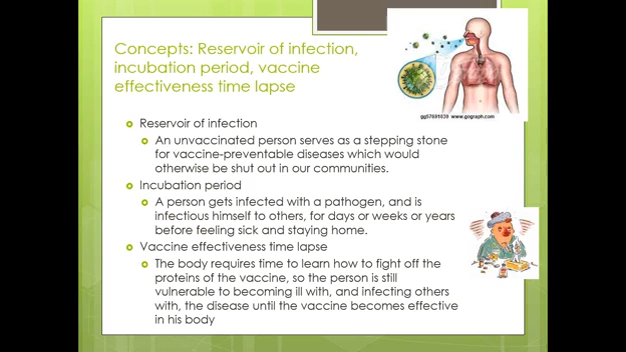 Concepts: Reservoir of infection,
incubation period, vaccine
effectiveness time lapse
gg57681039 www.gograph.com
Reservoir of infection
An unvaccinated person serves as a stepping stone
for vaccine-preventable diseases which would
otherwise be shut out in our communities.
Incubation period
A person gets infected with a pathogen, and is
infectious himself to others, for days or weeks or years
before feeling sick and staying home.
Vaccine effectiveness time lapse
The body requires time to learn how to fight off the
proteins of the vaccine, so the person is still
vulnerable to becoming ill with, and infecting others
with, the disease until the vaccine becomes effective
in his body